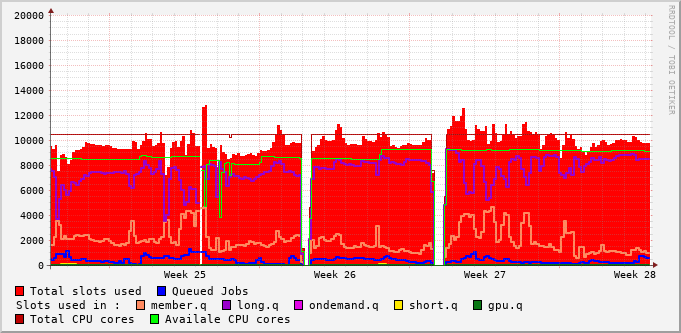 RRDTOOL / TOBI OETIKER
20000
18000
16000
14000
12000
10000
8000
6000
4000
2000
0
Week 25 Week 26 Week 27 Week 28
Total slots used Queued Jobs
Slots used in : member.q long.q ondemand.q short.q gpu.q
Total CPU cores Availale CPU cores